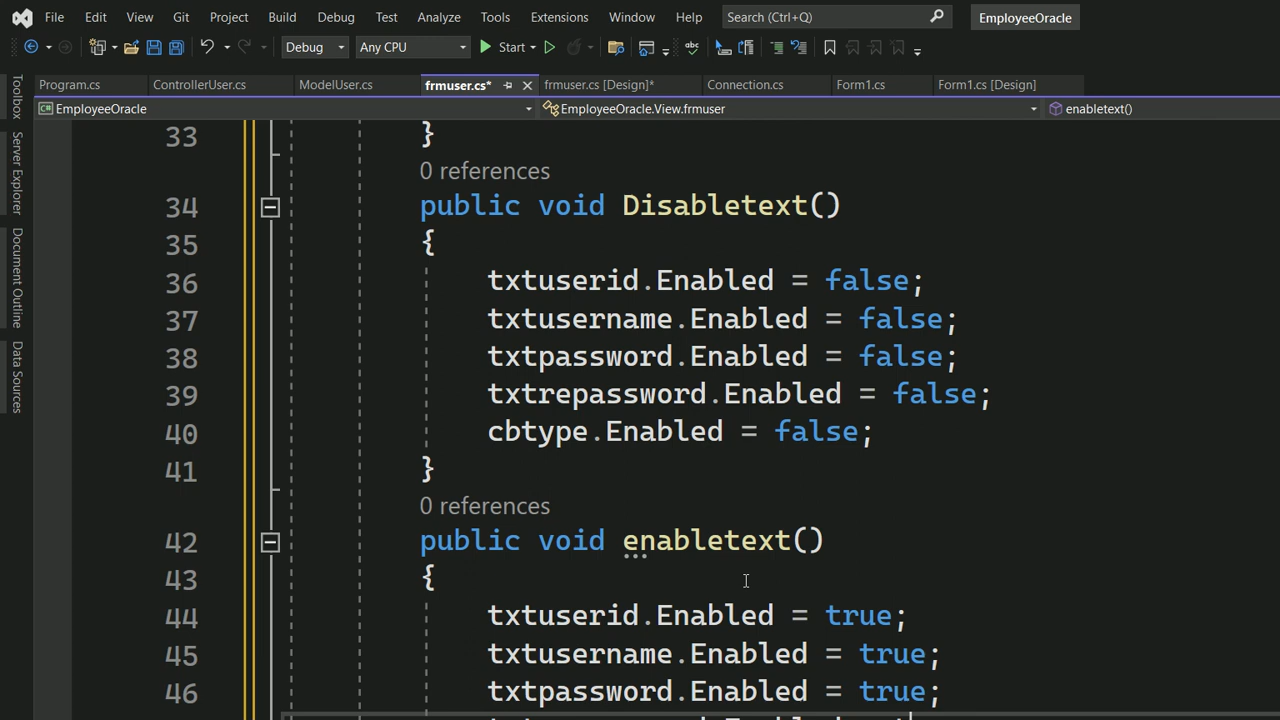 File Edit View Git Project Build Debug Test Analyze Tools Extensions Window Help Search (Ctrl+Q) EmployeeOracle
Debug Any CPU Start
Program.cs ControllerUser.cs ModelUser.cs frmuser.cs* frmuser.cs [Design]* Connection.cs Form1.cs Form1.cs [Design]
EmployeeOracle EmployeeOracle.View.frmuser enabletext()
Toolbox
Server Explorer
Document Outline
Data Sources
33 }
0 references
34 public void Disabletext()
35 {
36 txtuserid.Enabled = false;
37 txtusername.Enabled = false;
38 txtpassword.Enabled = false;
39 txtrepassword.Enabled = false;
40 cbtype.Enabled = false;
41 }
0 references
42 public void enabletext()
43 {
44 txtuserid.Enabled = true;
45 txtusername.Enabled = true;
46 txtpassword.Enabled = true;